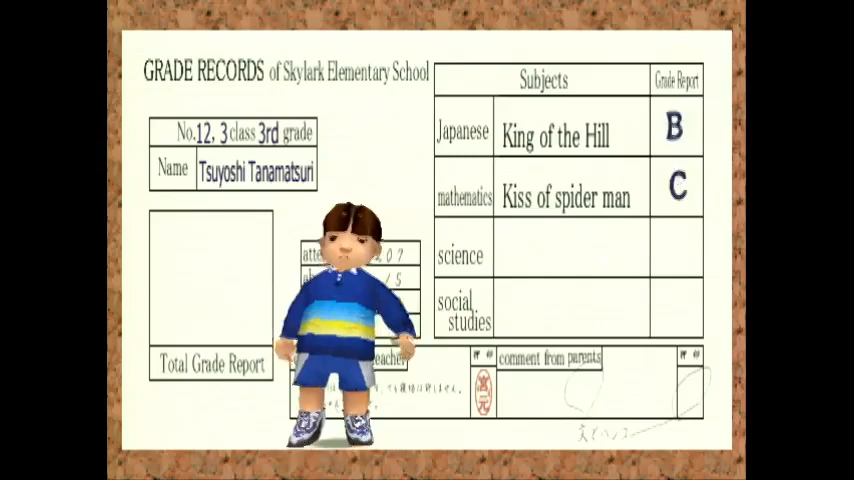 GRADE RECORDS of Skylark Elementary School
No.12, 3 class 3rd grade
Name Tsuyoshi Tanamatsuri
Total Grade Report
Subjects Grade Report
Japanese King of the Hill B
mathematics Kiss of spider man C
science
social
studies
comment from parents